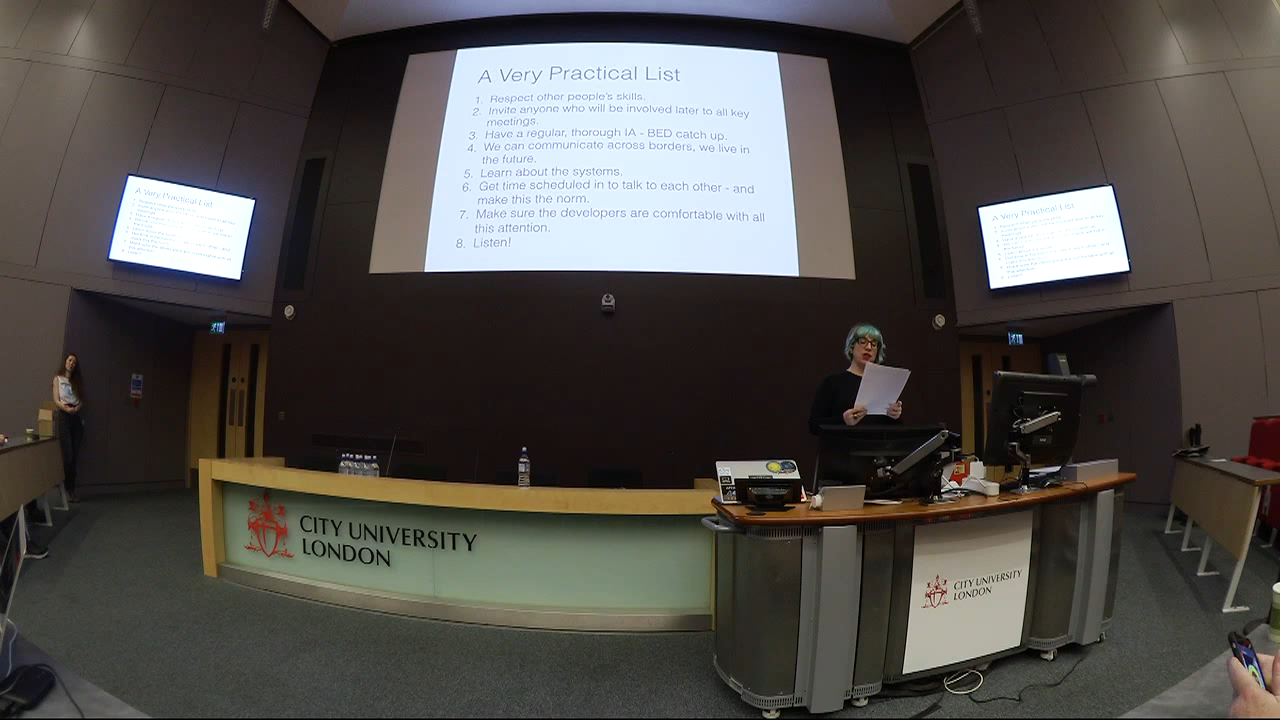 A Very Practical List
1. Respect other people's skills.
2. Invite anyone who will be involved later to all key
meetings.
3. Have a regular, thorough IA - BED catch up.
4. We can communicate across borders, we live in
the future.
5. Learn about the systems.
6. Get time scheduled in to talk to each other - and
make this the norm.
7. Make sure the developers are comfortable with all
this attention.
8. Listen!
A Very Practical List
A Very Practical List
CITY UNIVERSITY
LONDON
CITY UNIVERSITY
LONDON